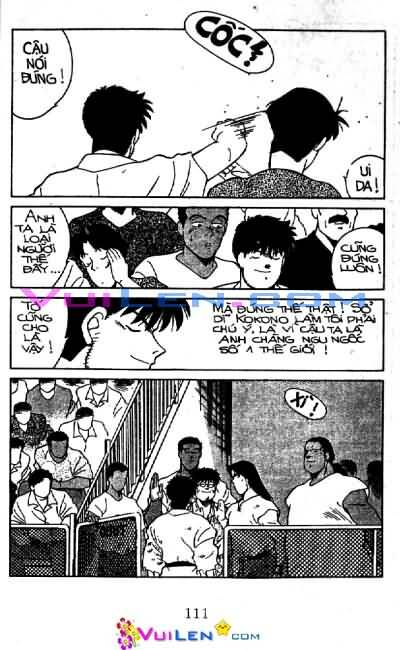 CẬU
NÓI
ĐÚNG!
CỐC!
UI
DA!
ANH
TA LÀ
LOẠI
NGƯỜI
THẾ
ĐẤY...
CŨNG
ĐÚNG
LUÔN!
TỚ
CŨNG
CHO
LÀ
VẬY!
MÀ ĐÚNG THẾ THẬT! SỞ
DĨ KOKONO LÀM TÔI PHẢI
CHÚ Ý, LÀ VÌ CẬU TA LÀ
ANH CHÀNG NGU NGỐC
SỐ 1 THẾ GIỚI!
VUILEN.COM
XÌ!
111
VUILEN.COM